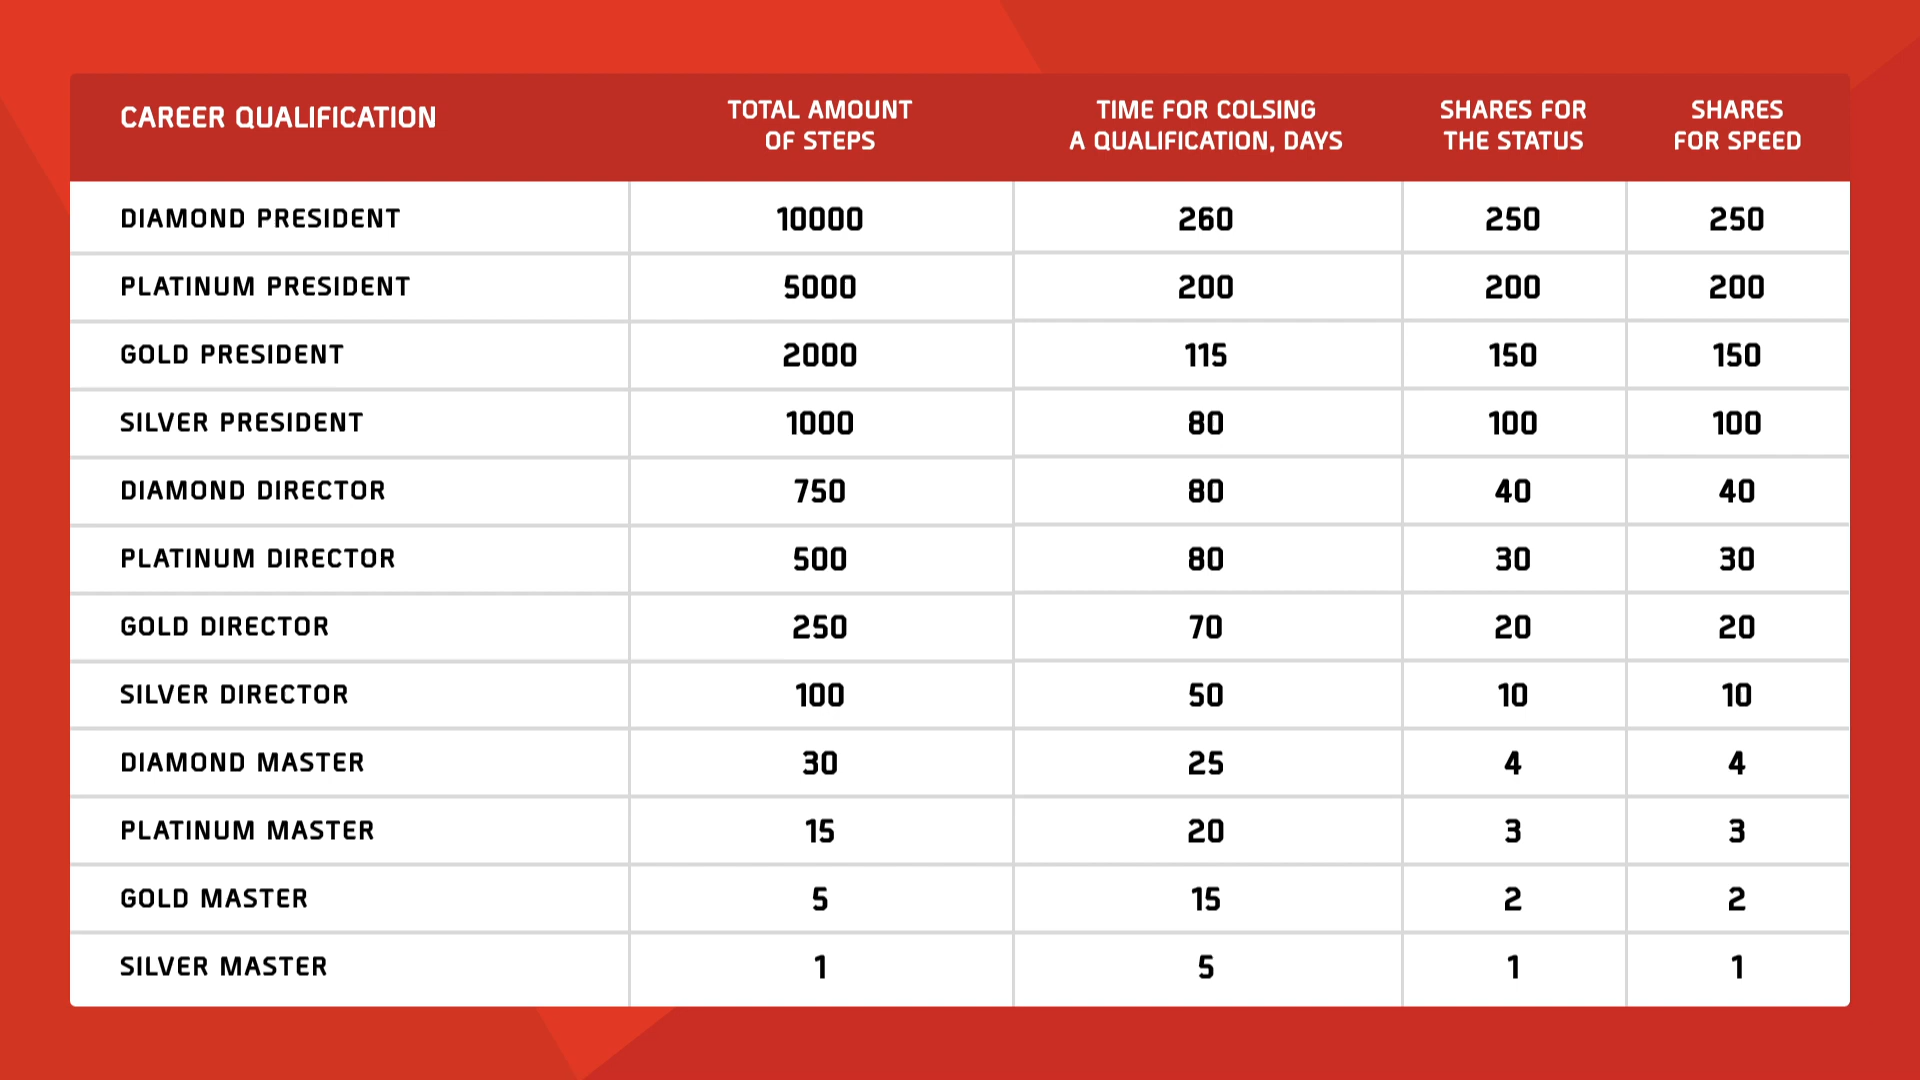 CAREER QUALIFICATION
TOTAL AMOUNT
OF STEPS
TIME FOR COLSING
A QUALIFICATION, DAYS
SHARES FOR
THE STATUS
SHARES
FOR SPEED
DIAMOND PRESIDENT 10000 260 250 250
PLATINUM PRESIDENT 5000 200 200 200
GOLD PRESIDENT 2000 115 150 150
SILVER PRESIDENT 1000 80 100 100
DIAMOND DIRECTOR 750 80 40 40
PLATINUM DIRECTOR 500 80 30 30
GOLD DIRECTOR 250 70 20 20
SILVER DIRECTOR 100 50 10 10
DIAMOND MASTER 30 25 4 4
PLATINUM MASTER 15 20 3 3
GOLD MASTER 5 15 2 2
SILVER MASTER 1 5 1 1